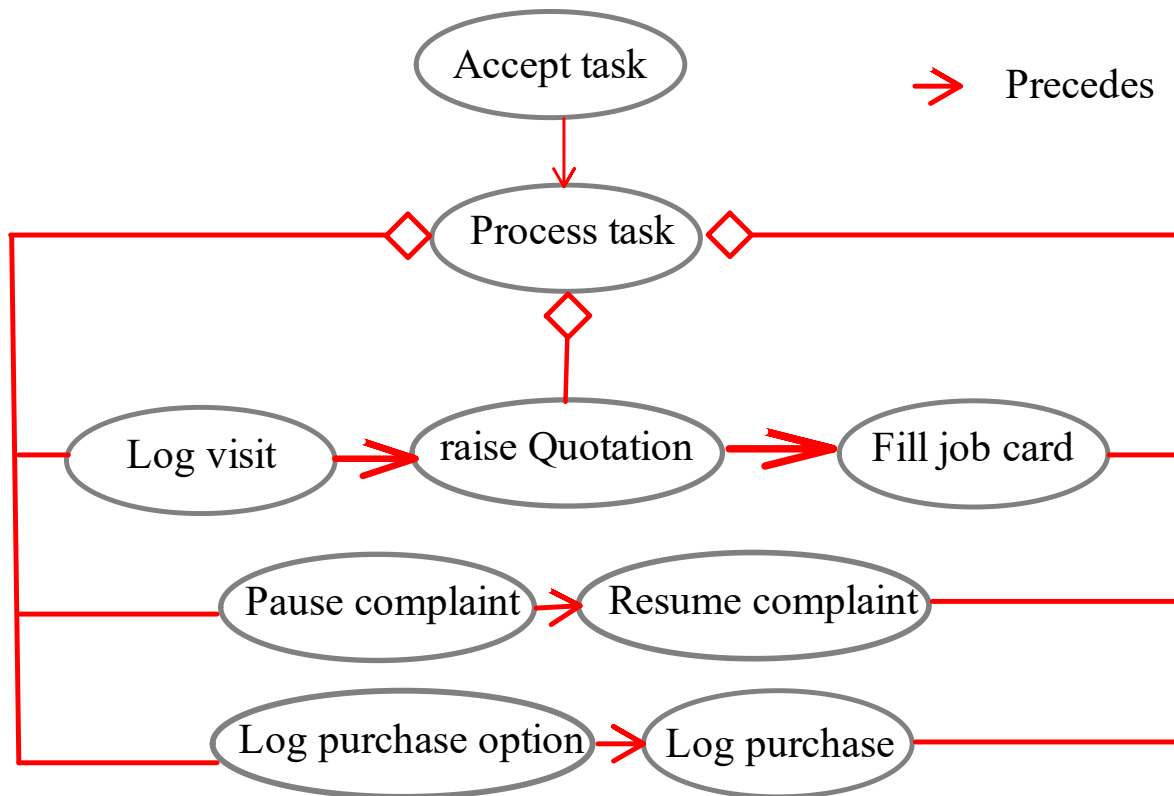 Accept task
Precedes
Process task
Log visit
raise Quotation
Fill job card
Pause complaint
Resume complaint
Log purchase option
Log purchase